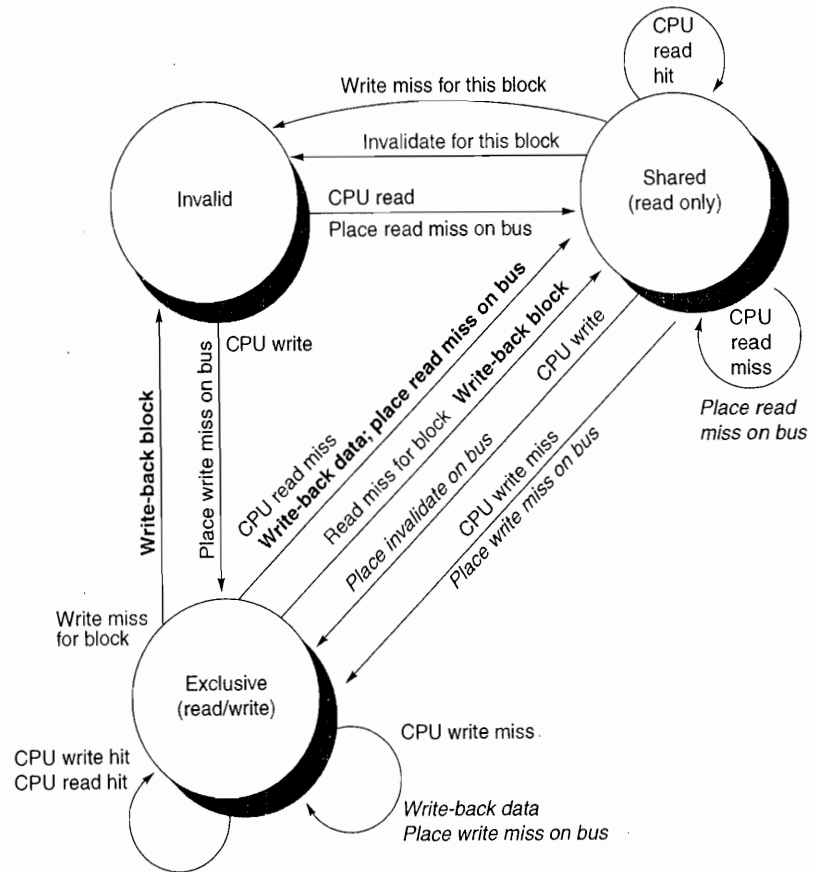 CPU
read
hit
Write miss for this block
Invalidate for this block
Invalid
Shared
(read only)
CPU read
Place read miss on bus
CPU write
Place write miss on bus
Write-back block
CPU read miss
Write-back data; place read miss on bus
Read miss for block Write-back block
CPU write
Place invalidate on bus
CPU write miss
Place write miss on bus
CPU
read
miss
Place read
miss on bus
Write miss
for block
Exclusive
(read/write)
CPU write hit
CPU read hit
CPU write miss
Write-back data
Place write miss on bus